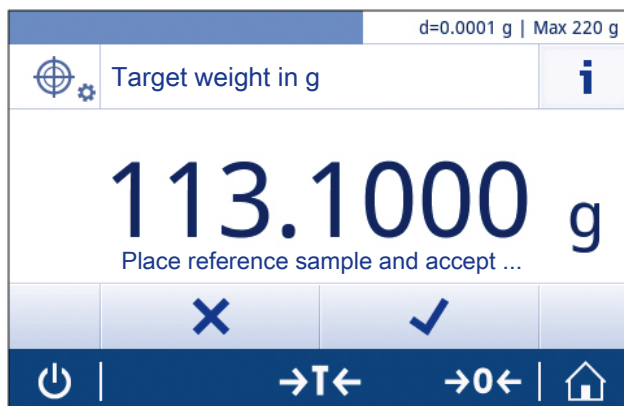 d=0.0001 g | Max 220 g
Target weight in g
i
113.1000 g
Place reference sample and accept ...
→T← →0←